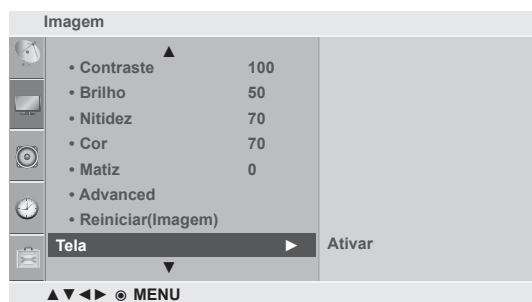 Imagem
▲
• Contraste 100
• Brilho 50
• Nitidez 70
• Cor 70
• Matiz 0
• Advanced
• Reiniciar(Imagem)
Tela ► Ativar
▼
▲▼◄► ◉ MENU